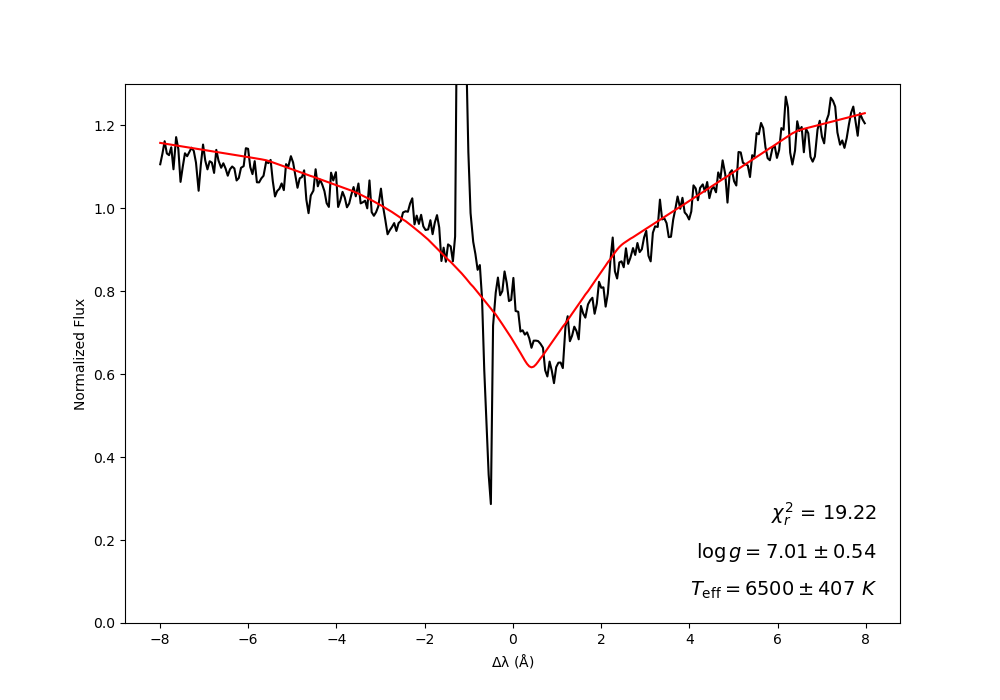 Normalized Flux
1.2
1.0
0.8
0.6
0.4
0.2
0.0
χ²ᵣ = 19.22
log g = 7.01 ± 0.54
T_eff = 6500 ± 407 K
−8 −6 −4 −2 0 2 4 6 8
Δλ (Å)